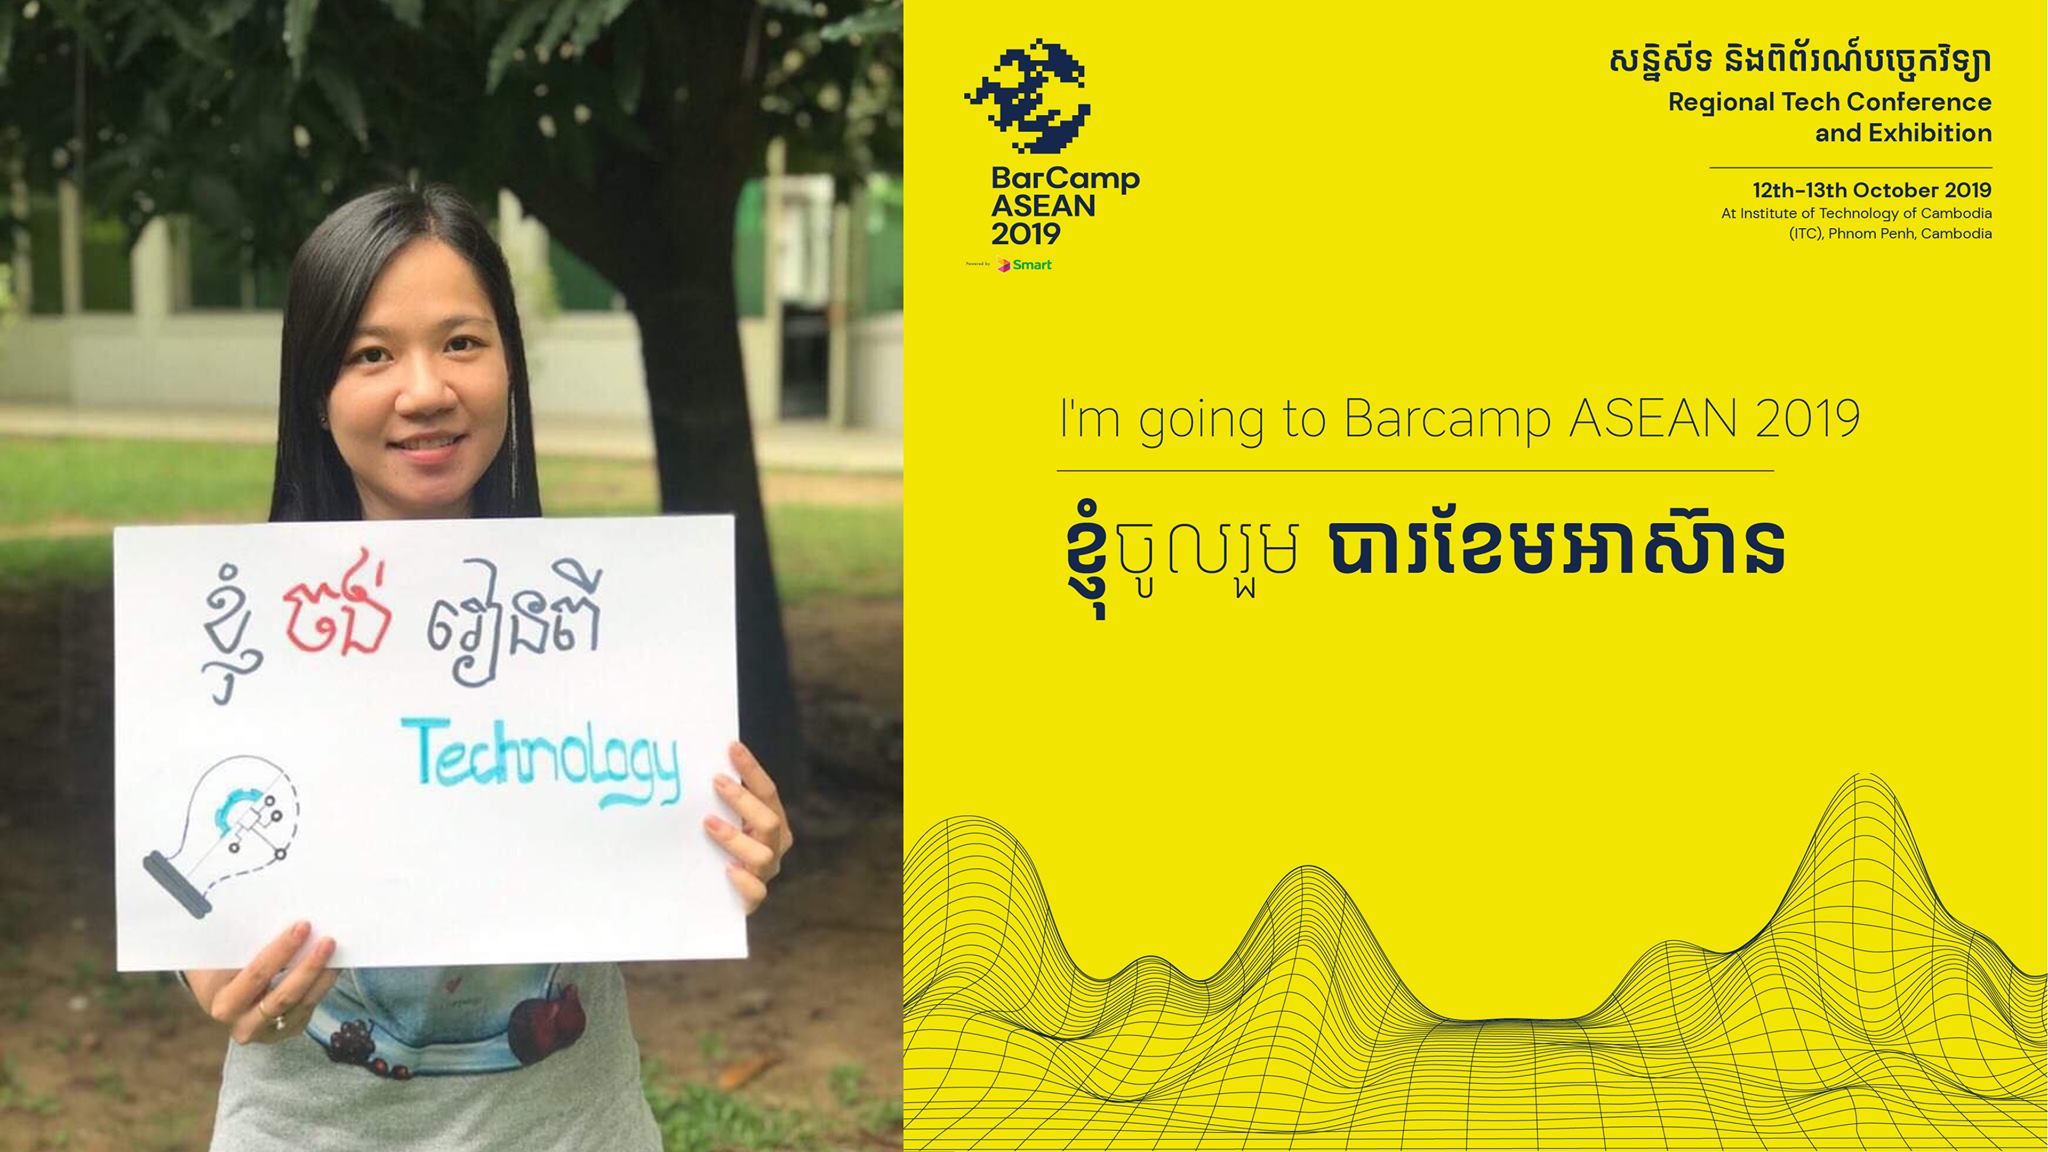 ខ្ញុំ ចង់ រៀនពី
Technology
BarCamp
ASEAN
2019
Powered by Smart
សន្និសីទ និងពិព័រណ៍បច្ចេកវិទ្យា
Regional Tech Conference
and Exhibition
12th-13th October 2019
At Institute of Technology of Cambodia
(ITC), Phnom Penh, Cambodia
I'm going to Barcamp ASEAN 2019
ខ្ញុំចូលរួម បារខែមអាស៊ាន